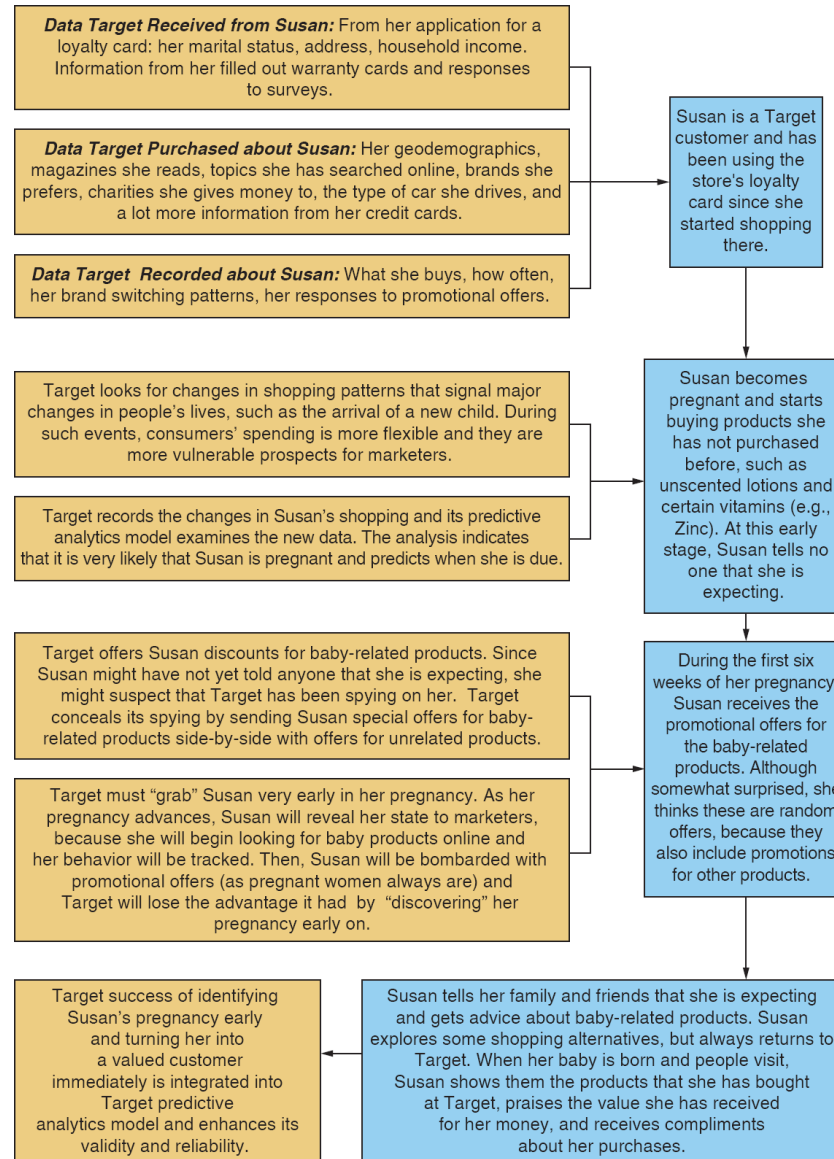 Data Target Received from Susan: From her application for a
loyalty card: her marital status, address, household income.
Information from her filled out warranty cards and responses
to surveys.
Data Target Purchased about Susan: Her geodemographics,
magazines she reads, topics she has searched online, brands she
prefers, charities she gives money to, the type of car she drives, and
a lot more information from her credit cards.
Data Target Recorded about Susan: What she buys, how often,
her brand switching patterns, her responses to promotional offers.
Susan is a Target
customer and has
been using the
store's loyalty
card since she
started shopping
there.
Target looks for changes in shopping patterns that signal major
changes in people's lives, such as the arrival of a new child. During
such events, consumers' spending is more flexible and they are
more vulnerable prospects for marketers.
Target records the changes in Susan's shopping and its predictive
analytics model examines the new data. The analysis indicates
that it is very likely that Susan is pregnant and predicts when she is due.
Susan becomes
pregnant and starts
buying products she
has not purchased
before, such as
unscented lotions and
certain vitamins (e.g.,
Zinc). At this early
stage, Susan tells no
one that she is
expecting.
Target offers Susan discounts for baby-related products. Since
Susan might have not yet told anyone that she is expecting, she
might suspect that Target has been spying on her. Target
conceals its spying by sending Susan special offers for baby-
related products side-by-side with offers for unrelated products.
Target must "grab" Susan very early in her pregnancy. As her
pregnancy advances, Susan will reveal her state to marketers,
because she will begin looking for baby products online and
her behavior will be tracked. Then, Susan will be bombarded with
promotional offers (as pregnant women always are) and
Target will lose the advantage it had by "discovering" her
pregnancy early on.
During the first six
weeks of her pregnancy
Susan receives the
promotional offers for
the baby-related
products. Although
somewhat surprised, she
thinks these are random
offers, because they
also include promotions
for other products.
Susan tells her family and friends that she is expecting
and gets advice about baby-related products. Susan
explores some shopping alternatives, but always returns to
Target. When her baby is born and people visit,
Susan shows them the products that she has bought
at Target, praises the value she has received
for her money, and receives compliments
about her purchases.
Target success of identifying
Susan's pregnancy early
and turning her into
a valued customer
immediately is integrated into
Target predictive
analytics model and enhances its
validity and reliability.